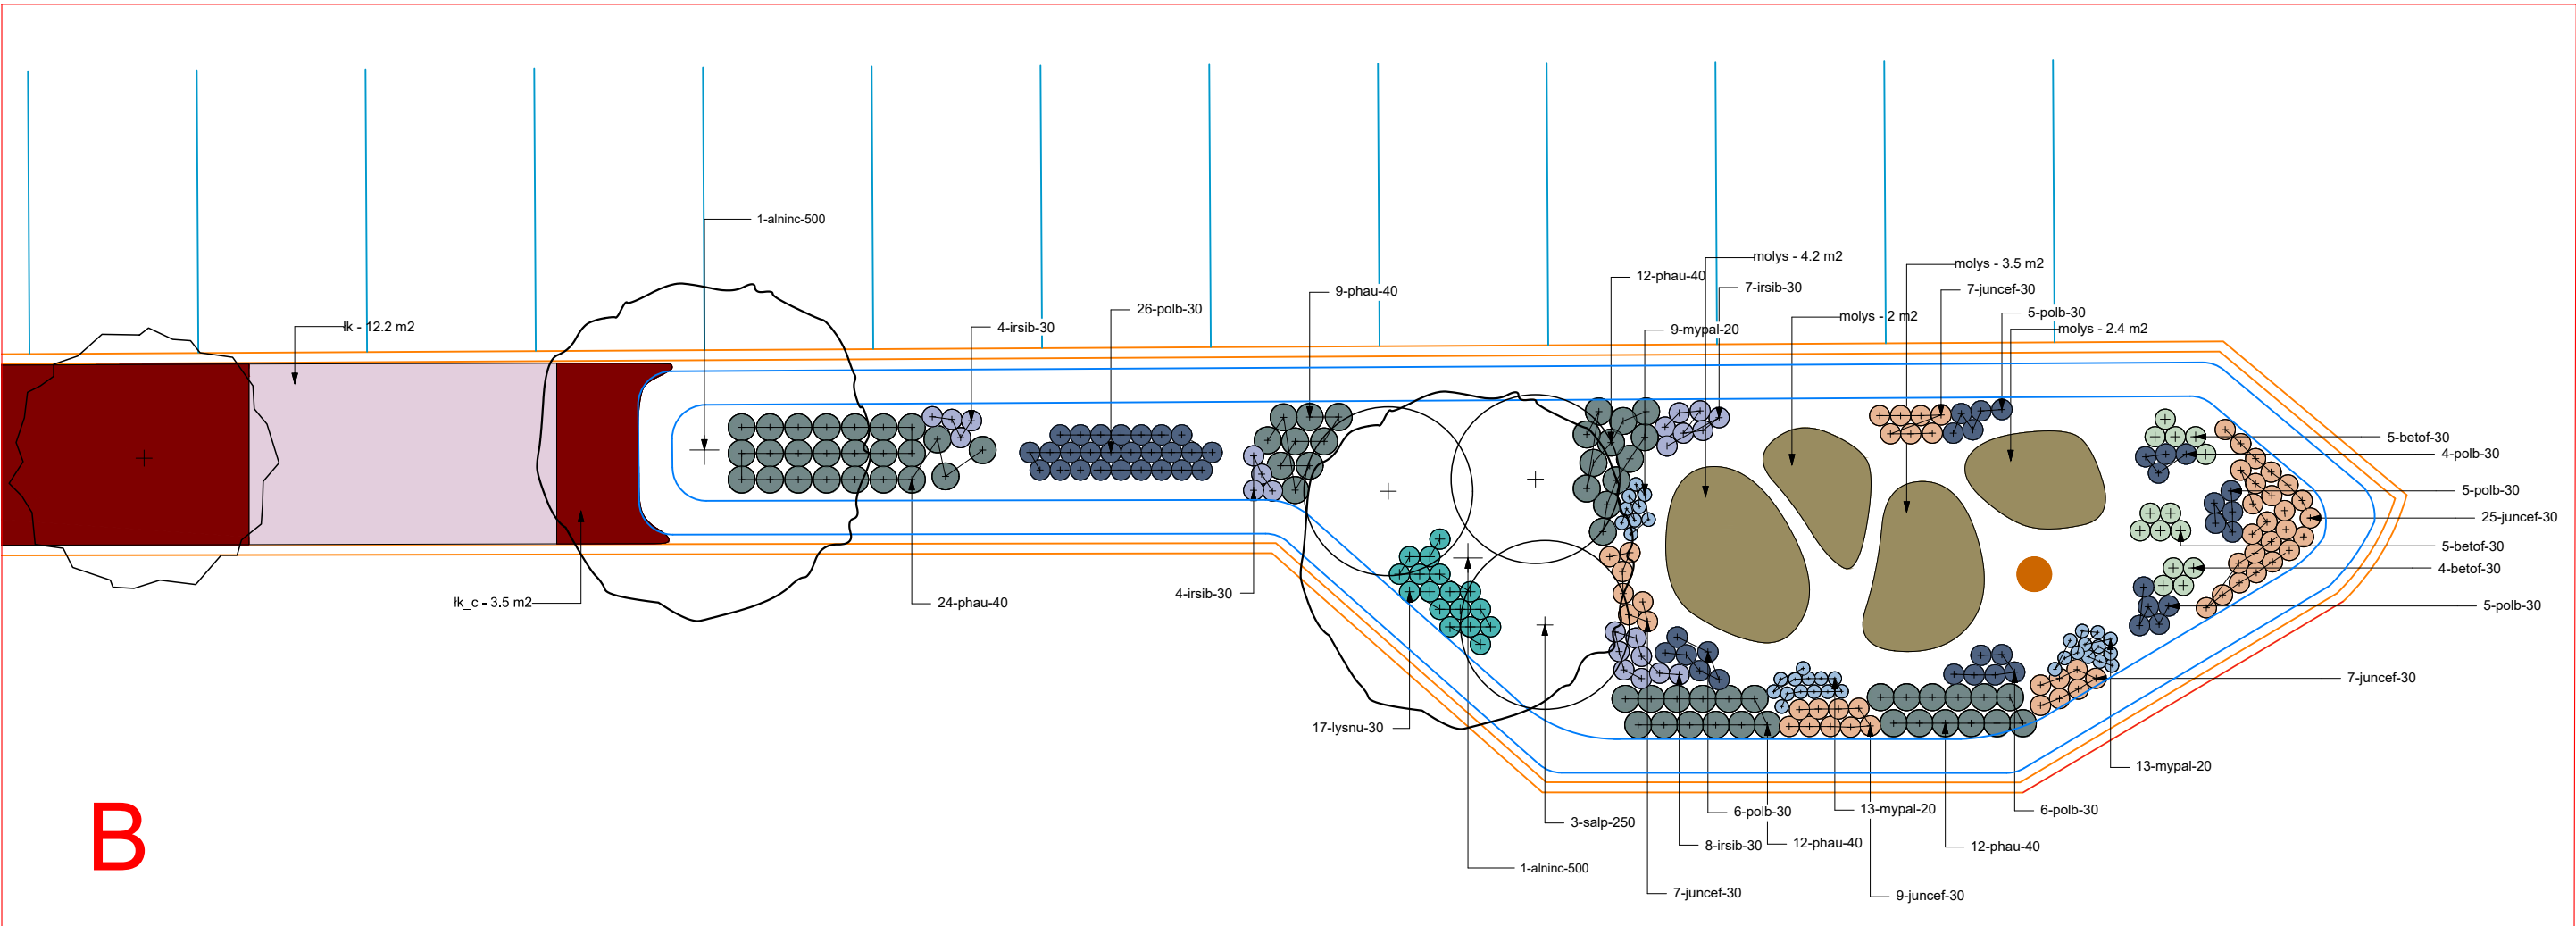 1-alninc-500
molys - 4.2 m2
molys - 3.5 m2
12-phau-40
7-irsib-30
9-phau-40
7-juncef-30
26-polb-30
5-polb-30
molys - 2 m2
łk - 12.2 m2
4-irsib-30
9-mypal-20
molys - 2.4 m2
5-betof-30
4-polb-30
5-polb-30
25-juncef-30
5-betof-30
4-betof-30
łk_c - 3.5 m2
24-phau-40
4-irsib-30
5-polb-30
7-juncef-30
17-lysnu-30
13-mypal-20
3-salp-250
6-polb-30
13-mypal-20
6-polb-30
B
8-irsib-30
12-phau-40
12-phau-40
1-alninc-500
7-juncef-30
9-juncef-30